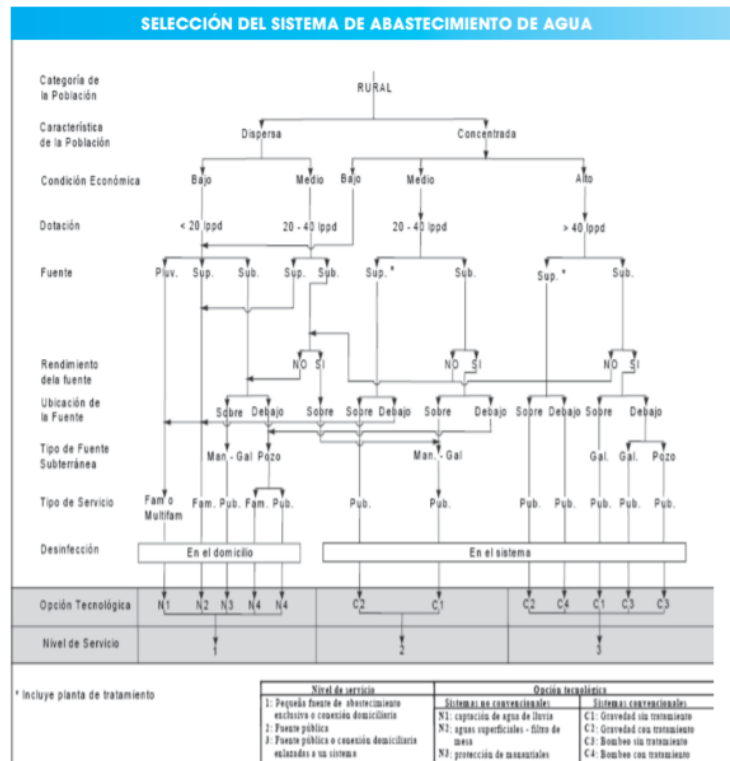 SELECCIÓN DEL SISTEMA DE ABASTECIMIENTO DE AGUA
Categoría de
la Población
RURAL
Característica
de la Población
Dispersa Concentrada
Condición Económica Bajo Medio Bajo Medio Alto
Dotación < 20 lppd 20 - 40 lppd 20 - 40 lppd > 40 lppd
Fuente Pluv. Sup. Sub. Sup. Sub. Sup. * Sub. Sup. * Sub.
Rendimiento
dela fuente
NO SI NO SI NO SI
Ubicación de
la Fuente
Sobre Debajo Sobre Sobre Debajo Sobre Debajo Sobre Debajo Sobre Debajo
Tipo de Fuente
Subterránea
Man - Gal Pozo Man. - Gal Gal. Gal. Pozo
Tipo de Servicio Fam o
Multifam
Fam. Pub. Fam. Pub. Pub. Pub. Pub. Pub. Pub. Pub. Pub.
Desinfección En el domicilio En el sistema
Opción Tecnológica N1 N2 N3 N4 N4 C2 C1 C2 C4 C1 C3 C3
Nivel de Servicio 1 2 3
* Incluye planta de tratamiento
Nivel de servicio
1: Pequeña fuente de abastecimiento
exclusivo o conexión domiciliaria
2: Fuente pública
3: Fuente pública o conexión domiciliaria
enlazadas a un sistema
Opción tecnológica
Sistemas no convencionales
N1: captación de agua de lluvia
N2: aguas superficiales - filtro de
mesa
N3: protección de manantiales
Sistemas convencionales
C1: Gravedad sin tratamiento
C2: Gravedad con tratamiento
C3: Bombeo sin tratamiento
C4: Bombeo con tratamiento